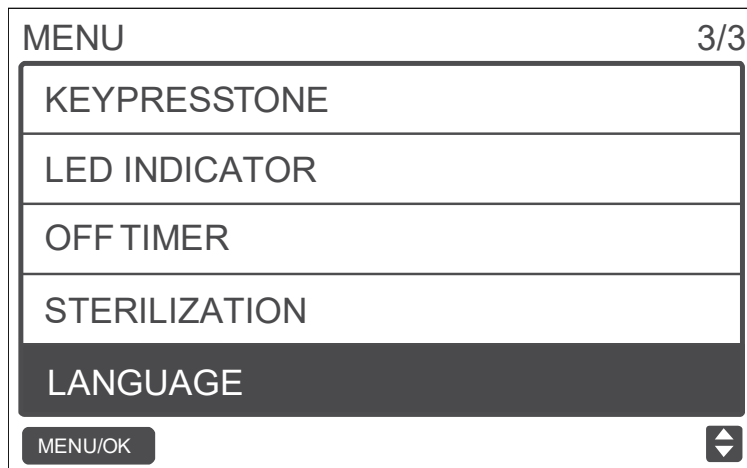 MENU 3/3
KEYPRESSTONE
LED INDICATOR
OFF TIMER
STERILIZATION
LANGUAGE
MENU/OK